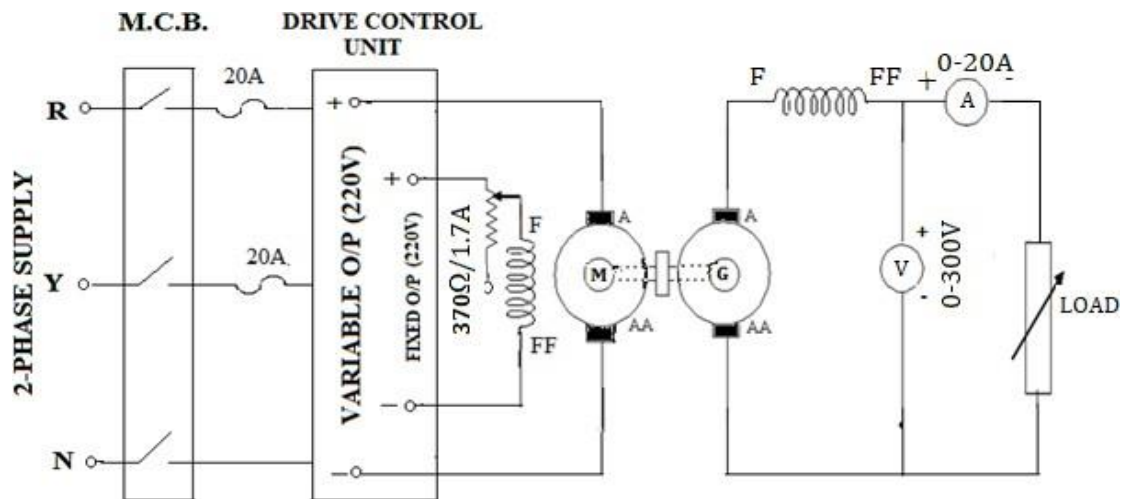 M.C.B.
DRIVE CONTROL
UNIT
20A
R
+
2-PHASE SUPPLY
Y
20A
N
VARIABLE O/P (220V)
FIXED O/P (220V)
+
−
−
370Ω/1.7A
F
FF
A
M
AA
A
G
AA
F
FF
+
0-20A
-
A
+
V
-
0-300V
LOAD